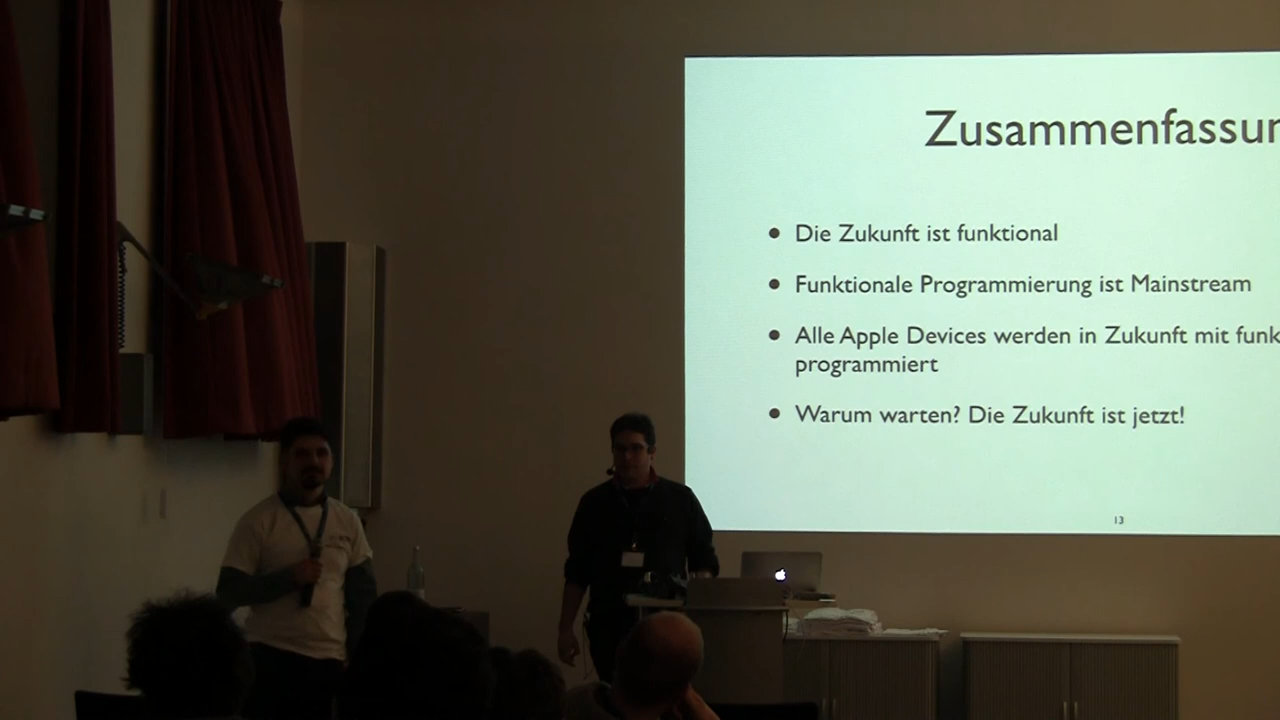 Zusammenfassun
• Die Zukunft ist funktional
• Funktionale Programmierung ist Mainstream
• Alle Apple Devices werden in Zukunft mit funk
programmiert
• Warum warten? Die Zukunft ist jetzt!
13